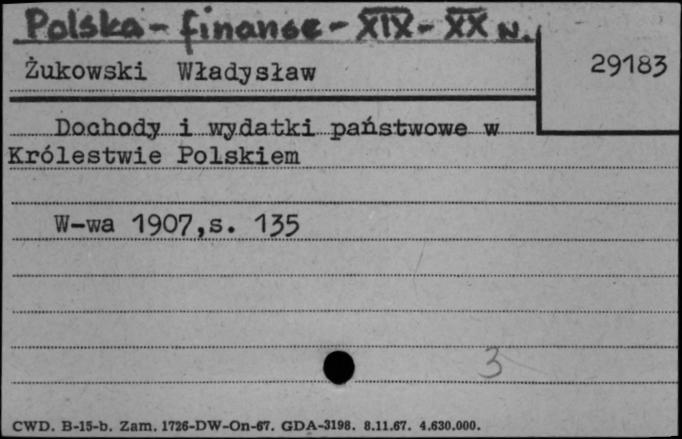 Polska - finanse - XIX - XX w.
Żukowski Władysław
29183
Dochody i wydatki państwowe w
Królestwie Polskiem
W-wa 1907,s. 135
3
CWD. B-15-b. Zam. 1726-DW-On-67. GDA-3198. 8.11.67. 4.630.000.